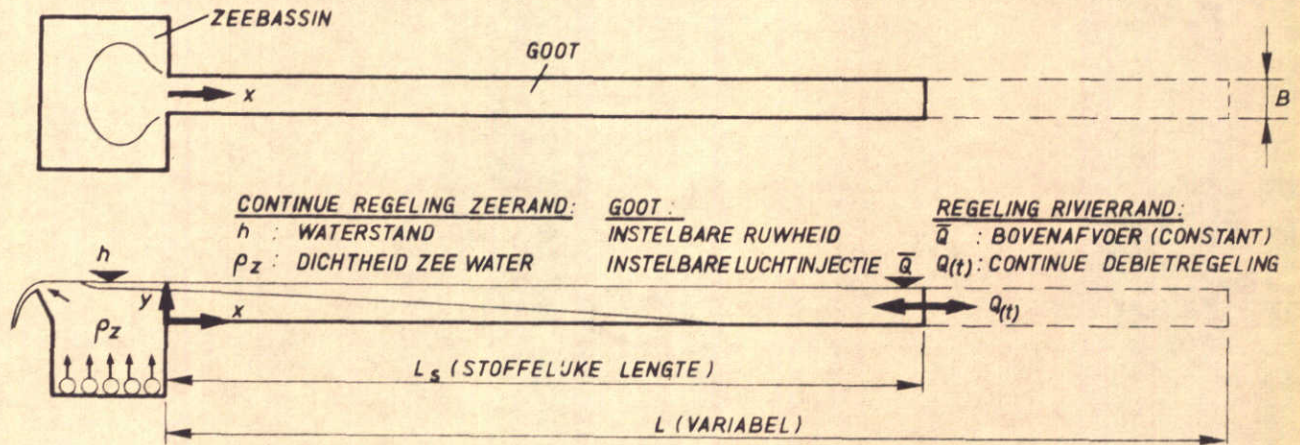 ZEEBASSIN
GOOT
x
B
CONTINUE REGELING ZEERAND:
h : WATERSTAND
ρz : DICHTHEID ZEE WATER
GOOT:
INSTELBARE RUWHEID
INSTELBARE LUCHTINJECTIE
REGELING RIVIERRAND:
Q̅ : BOVENAFVOER (CONSTANT)
Q(t) : CONTINUE DEBIETREGELING
h
Q̅
y
x
Q(t)
ρz
Ls (STOFFELIJKE LENGTE)
L (VARIABEL)